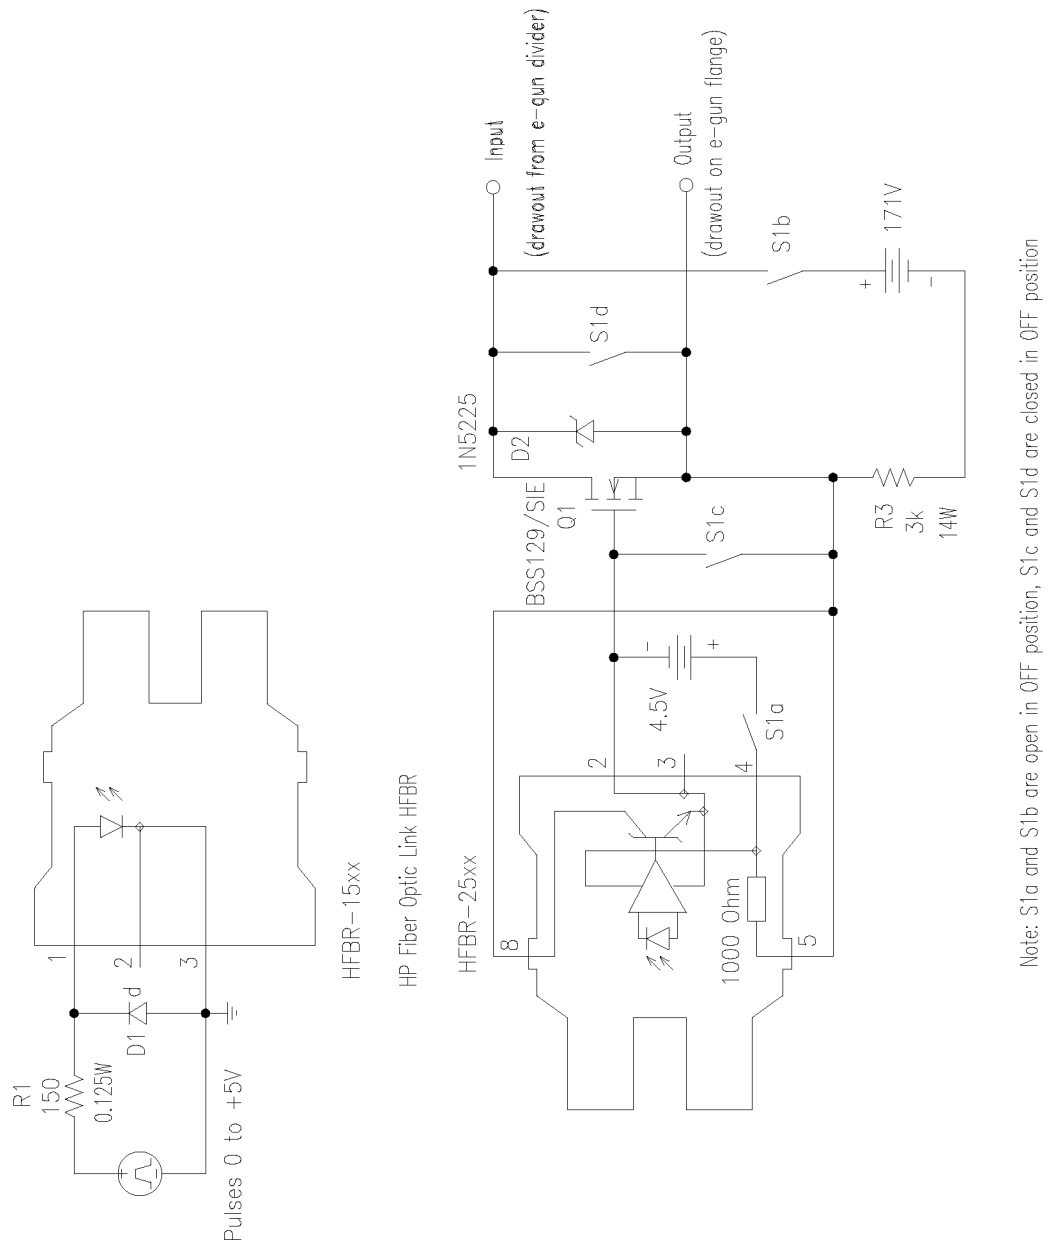 R1
150
0.125W
Pulses 0 to +5V
D1
d
1
2
3
HFBR-15xx
HP Fiber Optic Link HFBR
HFBR-25xx
8
1000 Ohm
5
2
3
4
4.5V
-
+
S1a
BSS129/SIE
Q1
S1c
1N5225
D2
S1d
R3
3k
14W
Input
(drawout from e-gun divider)
Output
(drawout on e-gun flange)
S1b
+
-
171V
Note: S1a and S1b are open in OFF position, S1c and S1d are closed in OFF position